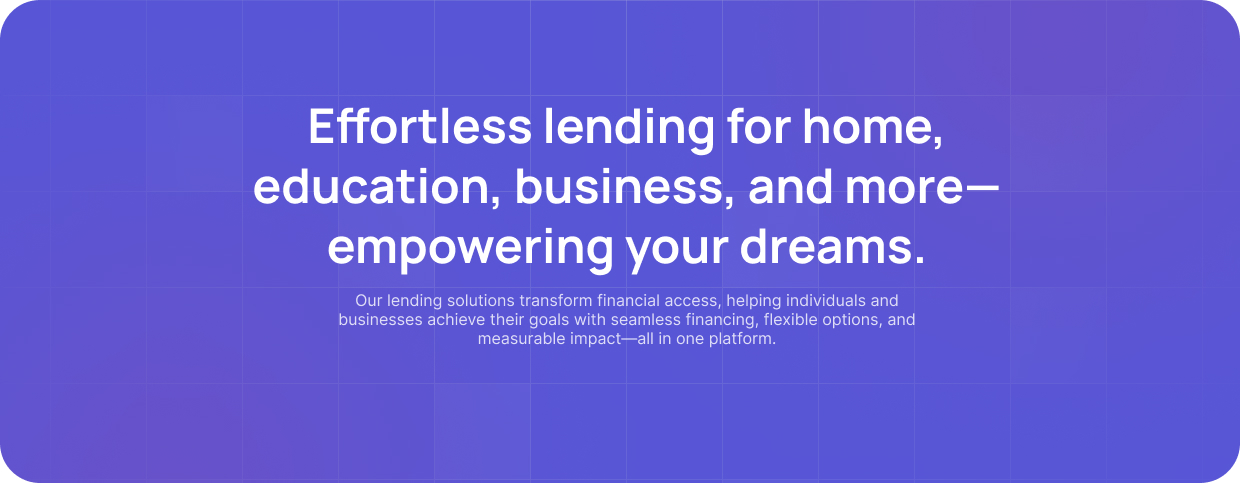 Effortless lending for home,
education, business, and more—
empowering your dreams.
Our lending solutions transform financial access, helping individuals and
businesses achieve their goals with seamless financing, flexible options, and
measurable impact—all in one platform.